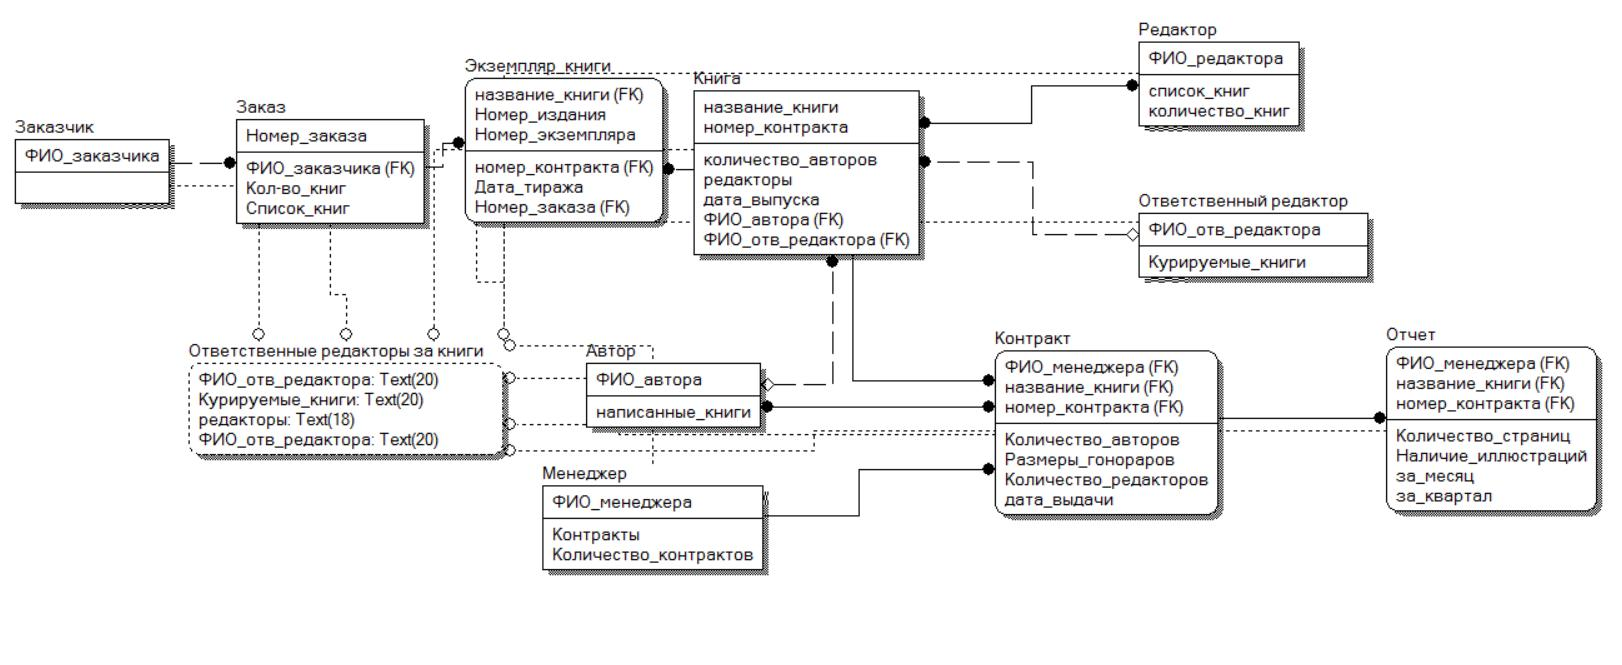 Заказчик
ФИО_заказчика
Заказ
Номер_заказа
ФИО_заказчика (FK)
Кол-во_книг
Список_книг
Экземпляр_книги
название_книги (FK)
Номер_издания
Номер_экземпляра
номер_контракта (FK)
Дата_тиража
Номер_заказа (FK)
Книга
название_книги
номер_контракта
количество_авторов
редакторы
дата_выпуска
ФИО_автора (FK)
ФИО_отв_редактора (FK)
Редактор
ФИО_редактора
список_книг
количество_книг
Ответственный редактор
ФИО_отв_редактора
Курируемые_книги
Ответственные редакторы за книги
ФИО_отв_редактора: Text(20)
Курируемые_книги: Text(20)
редакторы: Text(18)
ФИО_отв_редактора: Text(20)
Автор
ФИО_автора
написанные_книги
Менеджер
ФИО_менеджера
Контракты
Количество_контрактов
Контракт
ФИО_менеджера (FK)
название_книги (FK)
номер_контракта (FK)
Количество_авторов
Размеры_гонораров
Количество_редакторов
дата_выдачи
Отчет
ФИО_менеджера (FK)
название_книги (FK)
номер_контракта (FK)
Количество_страниц
Наличие_иллюстраций
за_месяц
за_квартал